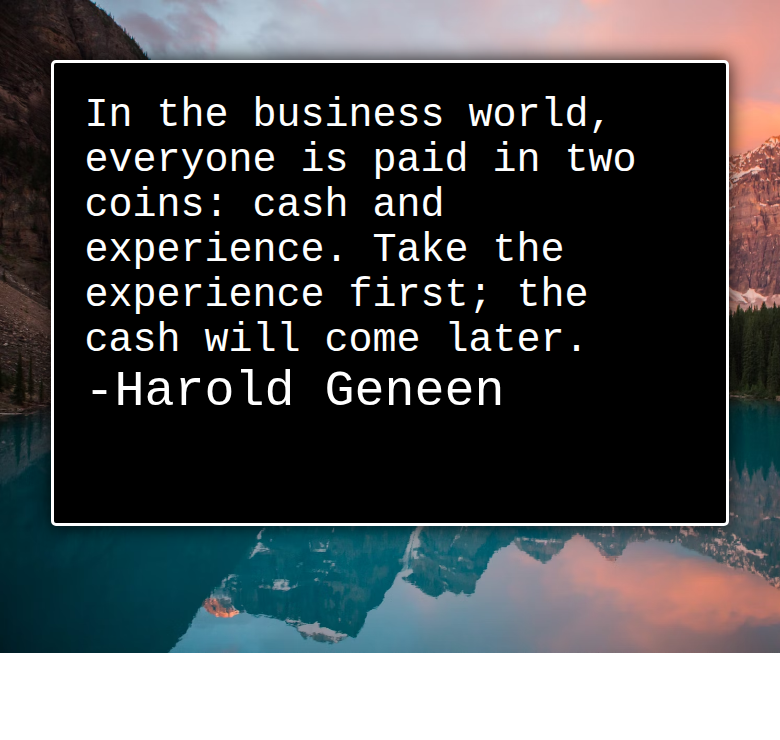 In the business world,
everyone is paid in two
coins: cash and
experience. Take the
experience first; the
cash will come later.
-Harold Geneen